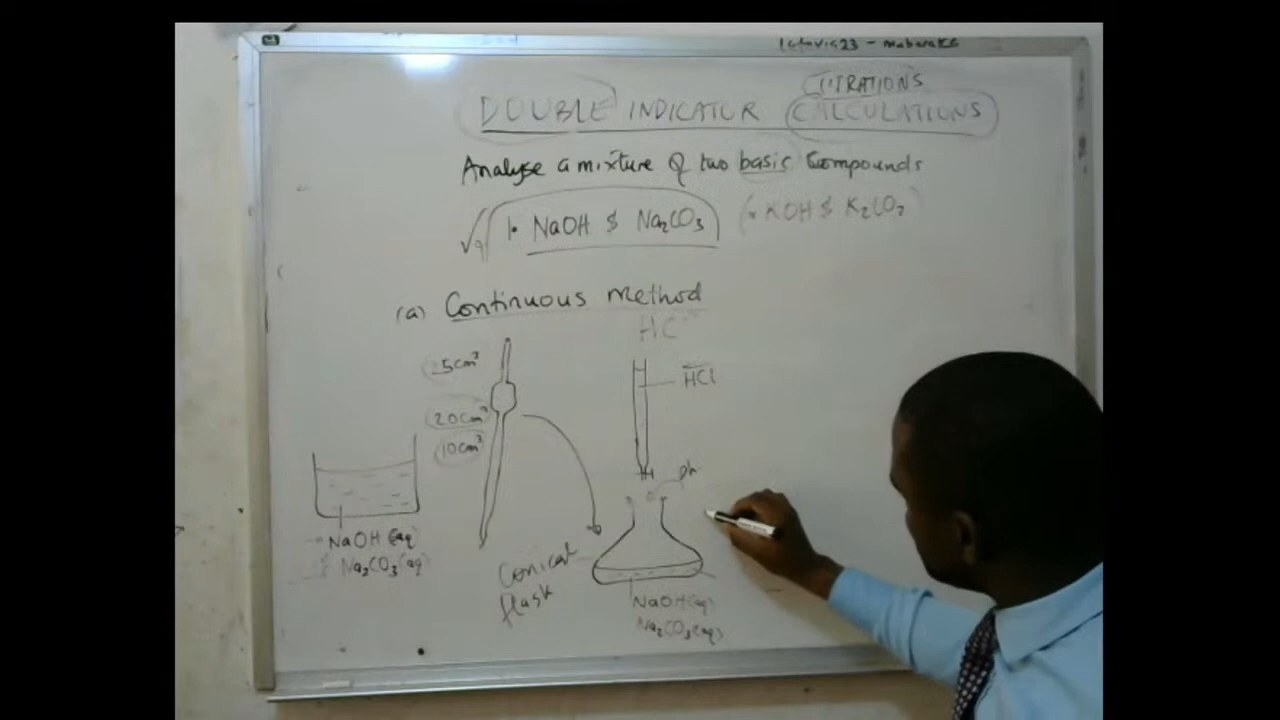 TITRATIONS
DOUBLE INDICATOR CALCULATIONS
Analyse a mixture of two basic Compounds
1. NaOH & Na₂CO₃ (* KOH & K₂CO₃)
(a) Continuous method
HC
25cm³
HCl
20cm³
10cm³
ph
NaOH (aq)
Na₂CO₃(aq)
Conical
flask
NaOH(aq)
Na₂CO₃(aq)